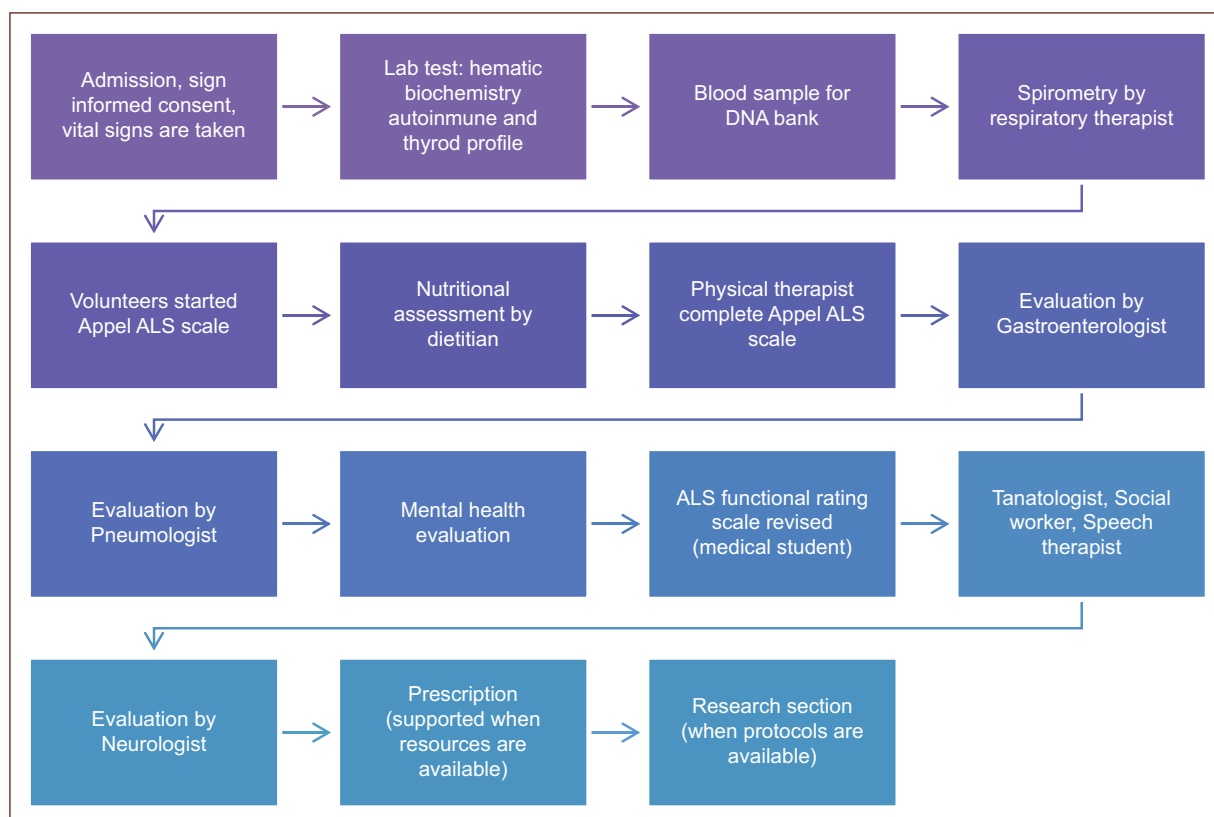 Admission, sign
informed consent,
vital signs are taken
Lab test: hematic
biochemistry
autoinmune and
thyrod profile
Blood sample for
DNA bank
Spirometry by
respiratory therapist
Volunteers started
Appel ALS scale
Nutritional
assessment by
dietitian
Physical therapist
complete Appel ALS
scale
Evaluation by
Gastroenterologist
Evaluation by
Pneumologist
Mental health
evaluation
ALS functional rating
scale revised
(medical student)
Tanatologist, Social
worker, Speech
therapist
Evaluation by
Neurologist
Prescription
(supported when
resources are
available)
Research section
(when protocols are
available)